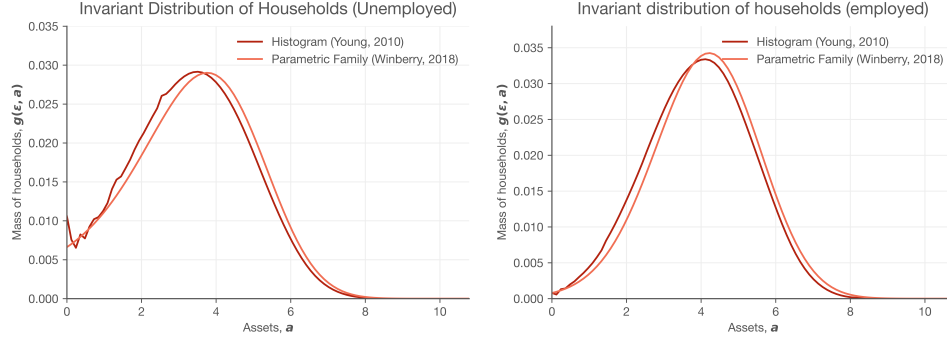 Invariant Distribution of Households (Unemployed)
0.035
0.030
0.025
0.020
0.015
0.010
0.005
0.000
Mass of households, g(ε, a)
Histogram (Young, 2010)
Parametric Family (Winberry, 2018)
0
2
4
6
8
10
Assets, a
Invariant distribution of households (employed)
0.035
0.030
0.025
0.020
0.015
0.010
0.005
0.000
Mass of households, g(ε, a)
Histogram (Young, 2010)
Parametric Family (Winberry, 2018)
0
2
4
6
8
10
Assets, a